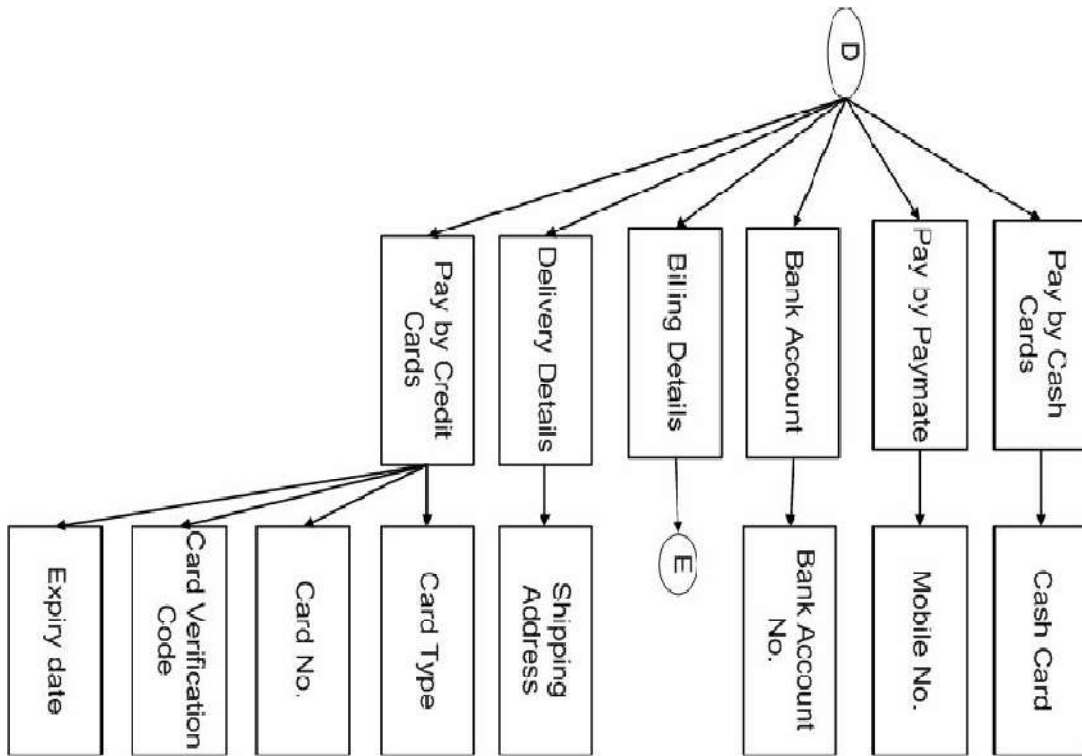 D
Pay by Cash
Cards
Pay by Paymate
Bank Account
Billing Details
Delivery Details
Pay by Credit
Cards
Cash Card
Mobile No.
Bank Account
No.
E
Shipping
Address
Card Type
Card No.
Card Verification
Code
Expiry date